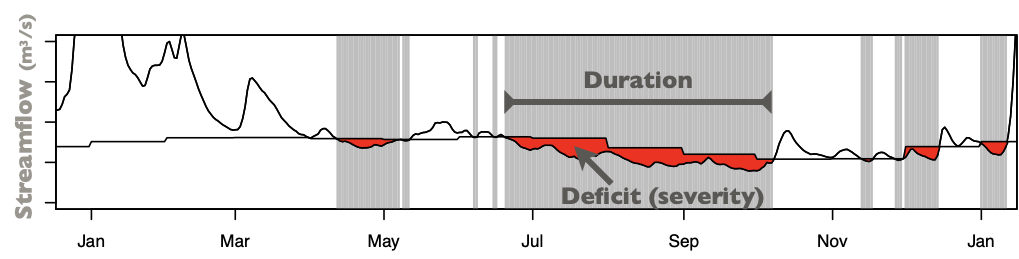 Streamflow (m³/s)
Duration
Deficit (severity)
Jan Mar May Jul Sep Nov Jan